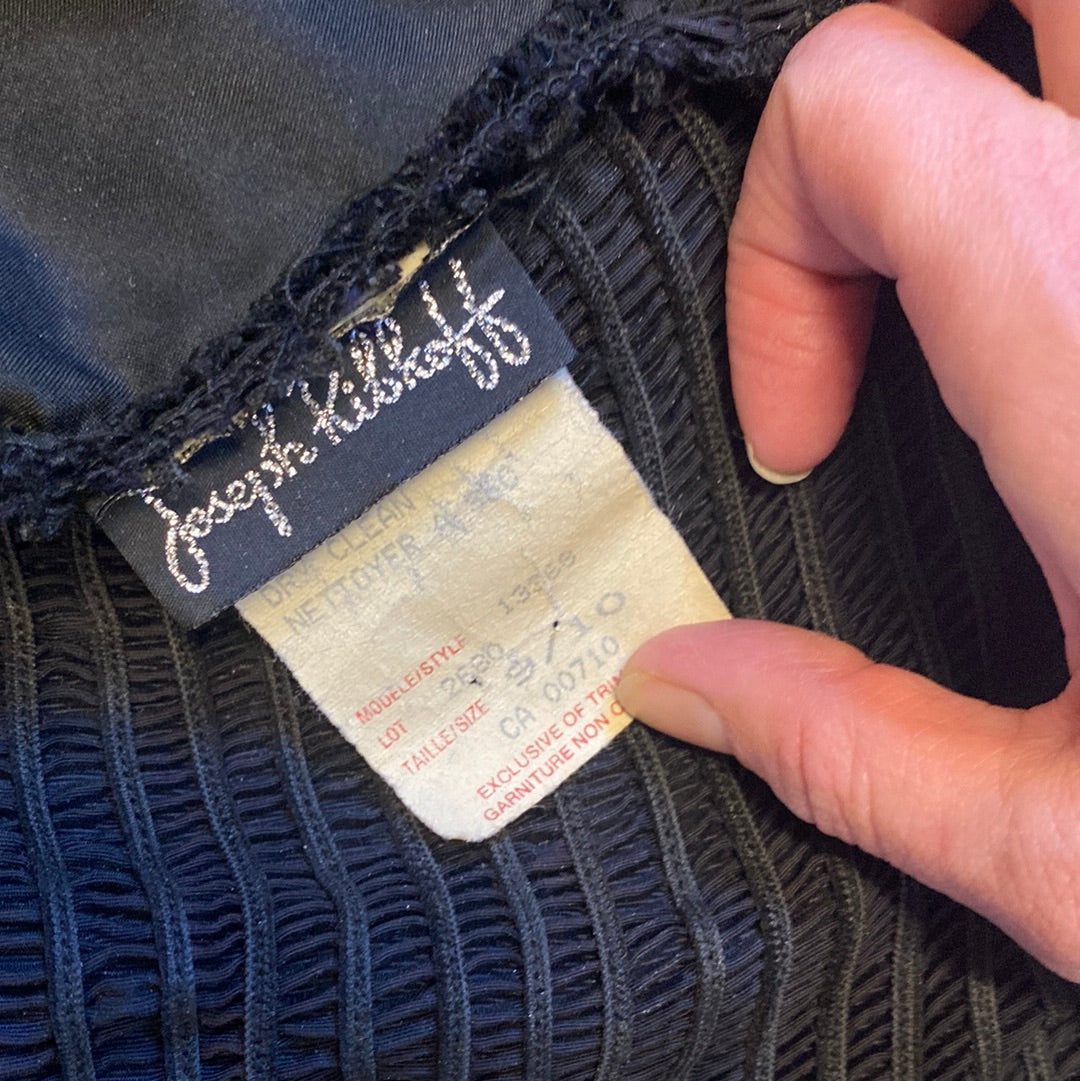 Joseph Ribkoff
DRY CLEAN
NETTOYER A SEC
MODELE/STYLE
LOT 2680 13369
TAILLE/SIZE 9/10
CA 00710
EXCLUSIVE OF TRIM
GARNITURE NON